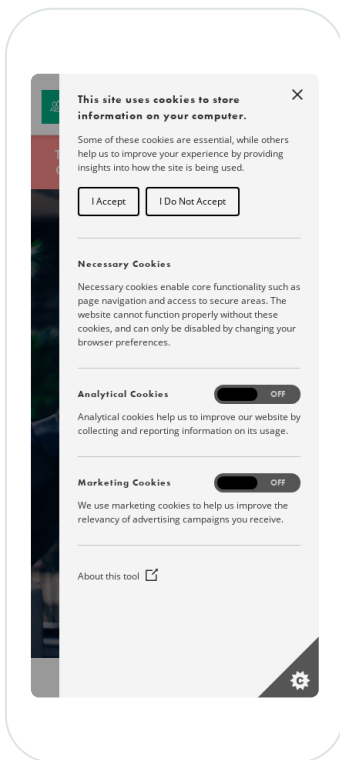 This site uses cookies to store
information on your computer.
Some of these cookies are essential, while others
help us to improve your experience by providing
insights into how the site is being used.
I Accept
I Do Not Accept
Necessary Cookies
Necessary cookies enable core functionality such as
page navigation and access to secure areas. The
website cannot function properly without these
cookies, and can only be disabled by changing your
browser preferences.
Analytical Cookies
OFF
Analytical cookies help us to improve our website by
collecting and reporting information on its usage.
Marketing Cookies
OFF
We use marketing cookies to help us improve the
relevancy of advertising campaigns you receive.
About this tool
C